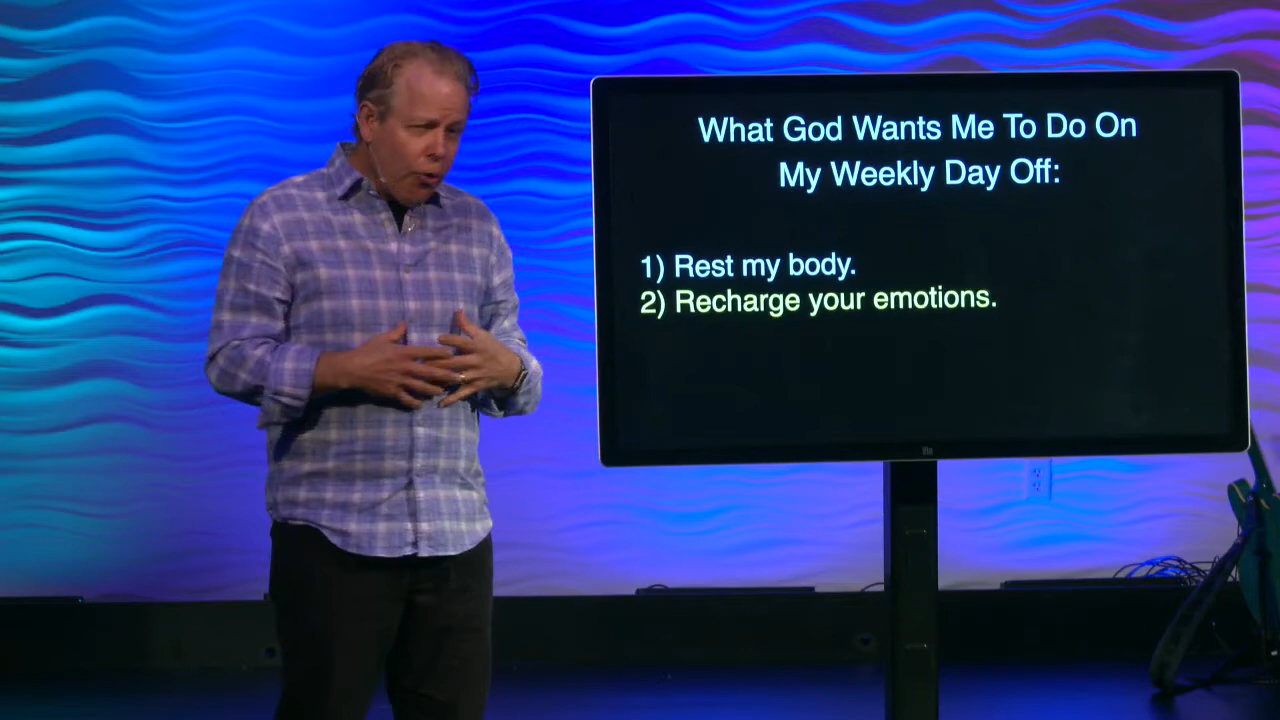 What God Wants Me To Do On
My Weekly Day Off:
1) Rest my body.
2) Recharge your emotions.